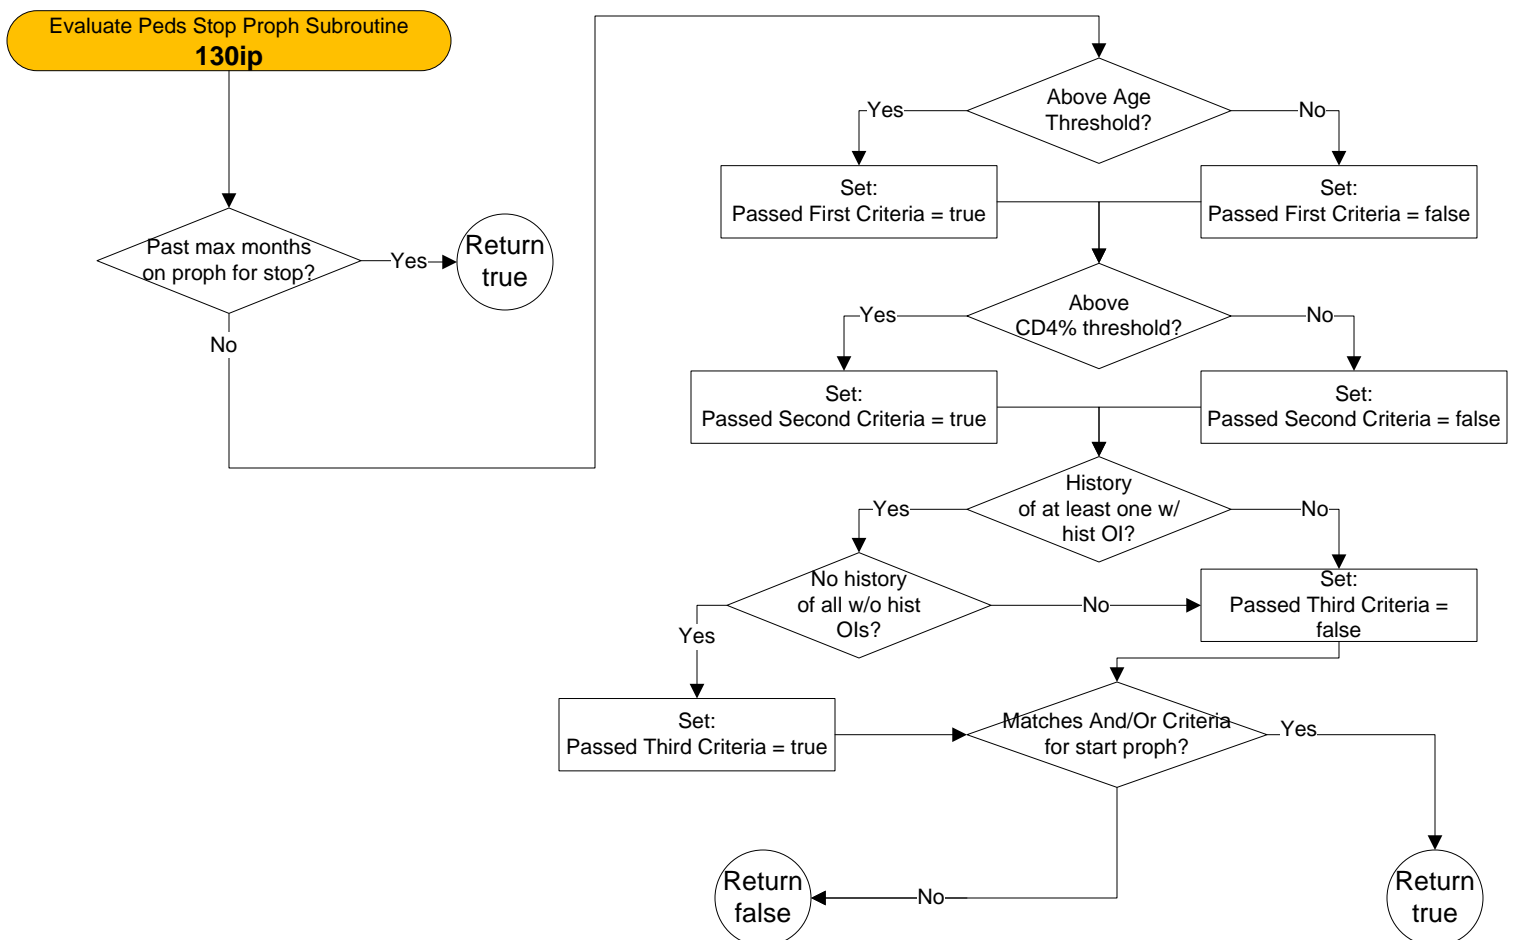 Evaluate Peds Stop Proph Subroutine
130ip
Past max months
on proph for stop?
Yes
Return
true
No
Above Age
Threshold?
Yes
No
Set:
Passed First Criteria = true
Set:
Passed First Criteria = false
Above
CD4% threshold?
Yes
No
Set:
Passed Second Criteria = true
Set:
Passed Second Criteria = false
History
of at least one w/
hist OI?
Yes
No
No history
of all w/o hist
OIs?
No
Yes
Set:
Passed Third Criteria =
false
Set:
Passed Third Criteria = true
Matches And/Or Criteria
for start proph?
Yes
No
Return
false
Return
true